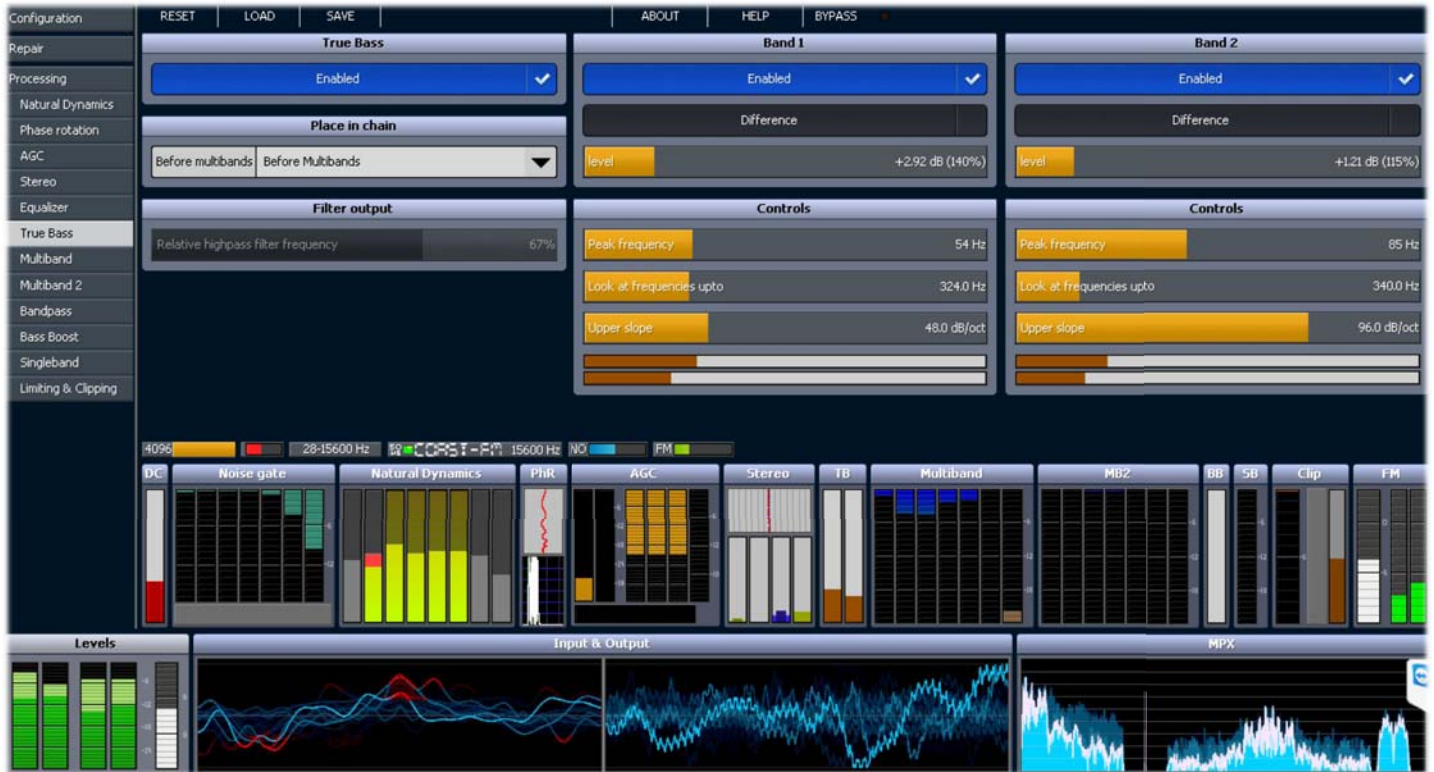 Configuration
RESET LOAD SAVE ABOUT HELP BYPASS
Repair
Processing
Natural Dynamics
Phase rotation
AGC
Stereo
Equalizer
True Bass
Multiband
Multiband 2
Bandpass
Bass Boost
Singleband
Limiting & Clipping
True Bass
Enabled
Place in chain
Before multibands Before Multibands
Filter output
Relative highpass filter frequency 67%
Band 1
Enabled
Difference
level +2.92 dB (140%)
Controls
Peak frequency 54 Hz
Look at frequencies upto 324.0 Hz
Upper slope 48.0 dB/oct
Band 2
Enabled
Difference
level +1.21 dB (115%)
Controls
Peak frequency 85 Hz
Look at frequencies upto 340.0 Hz
Upper slope 96.0 dB/oct
4096 28-15600 Hz COAST-FM 15600 Hz NO FM
DC Noise gate Natural Dynamics PhR AGC Stereo TB Multiband MB2 BB SB Clip FM
Levels Input & Output MPX